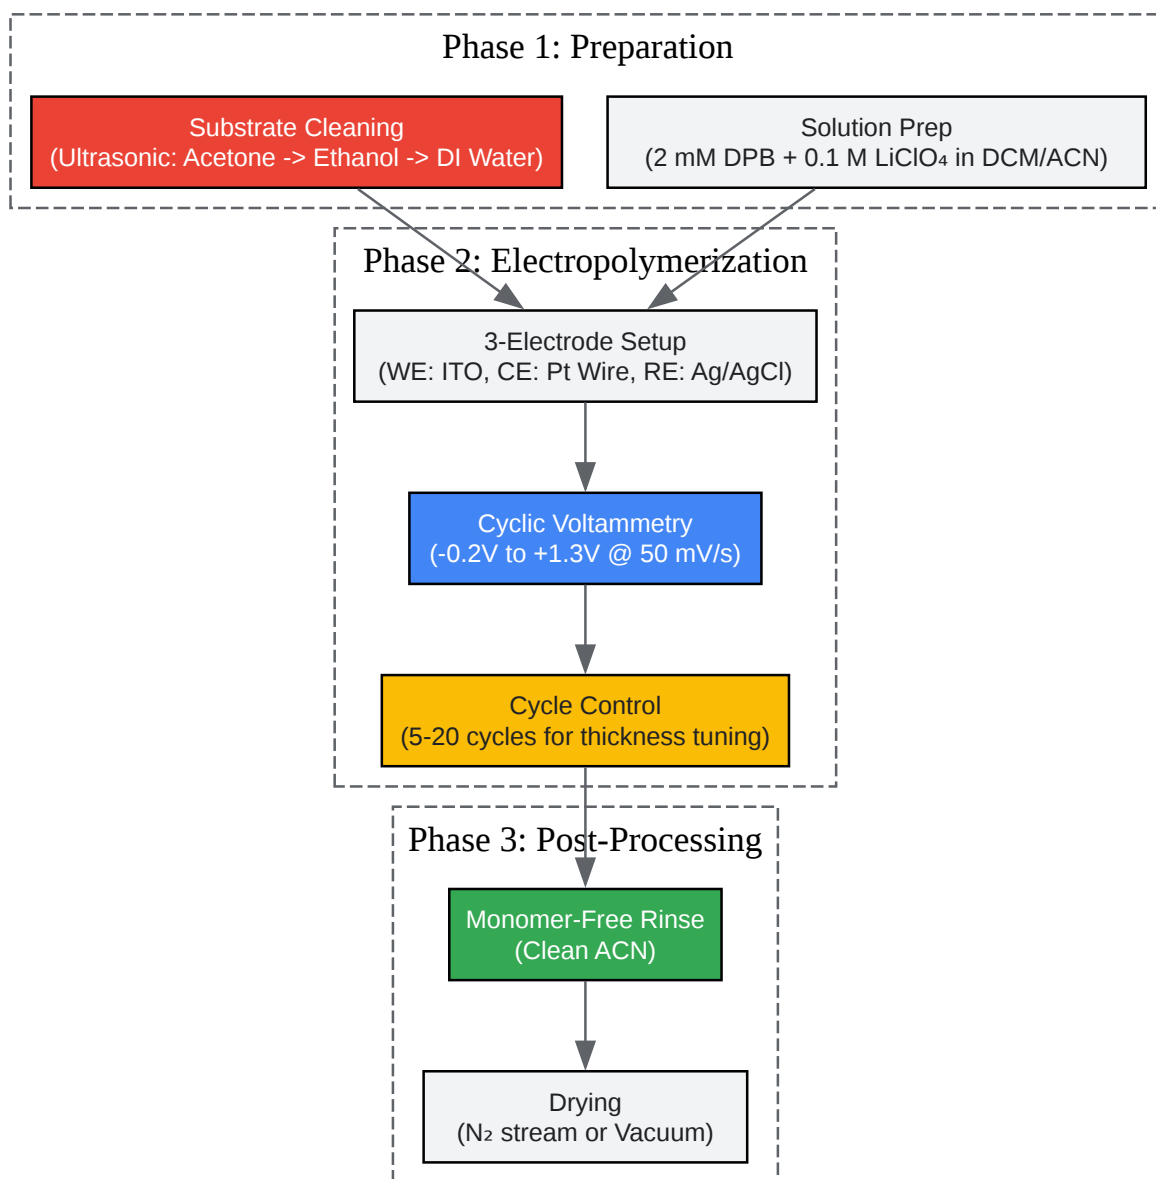 Phase 1: Preparation
Substrate Cleaning
(Ultrasonic: Acetone -> Ethanol -> DI Water)
Solution Prep
(2 mM DPB + 0.1 M LiClO₄ in DCM/ACN)
Phase 2: Electropolymerization
3-Electrode Setup
(WE: ITO, CE: Pt Wire, RE: Ag/AgCl)
Cyclic Voltammetry
(-0.2V to +1.3V @ 50 mV/s)
Cycle Control
(5-20 cycles for thickness tuning)
Phase 3: Post-Processing
Monomer-Free Rinse
(Clean ACN)
Drying
(N₂ stream or Vacuum)